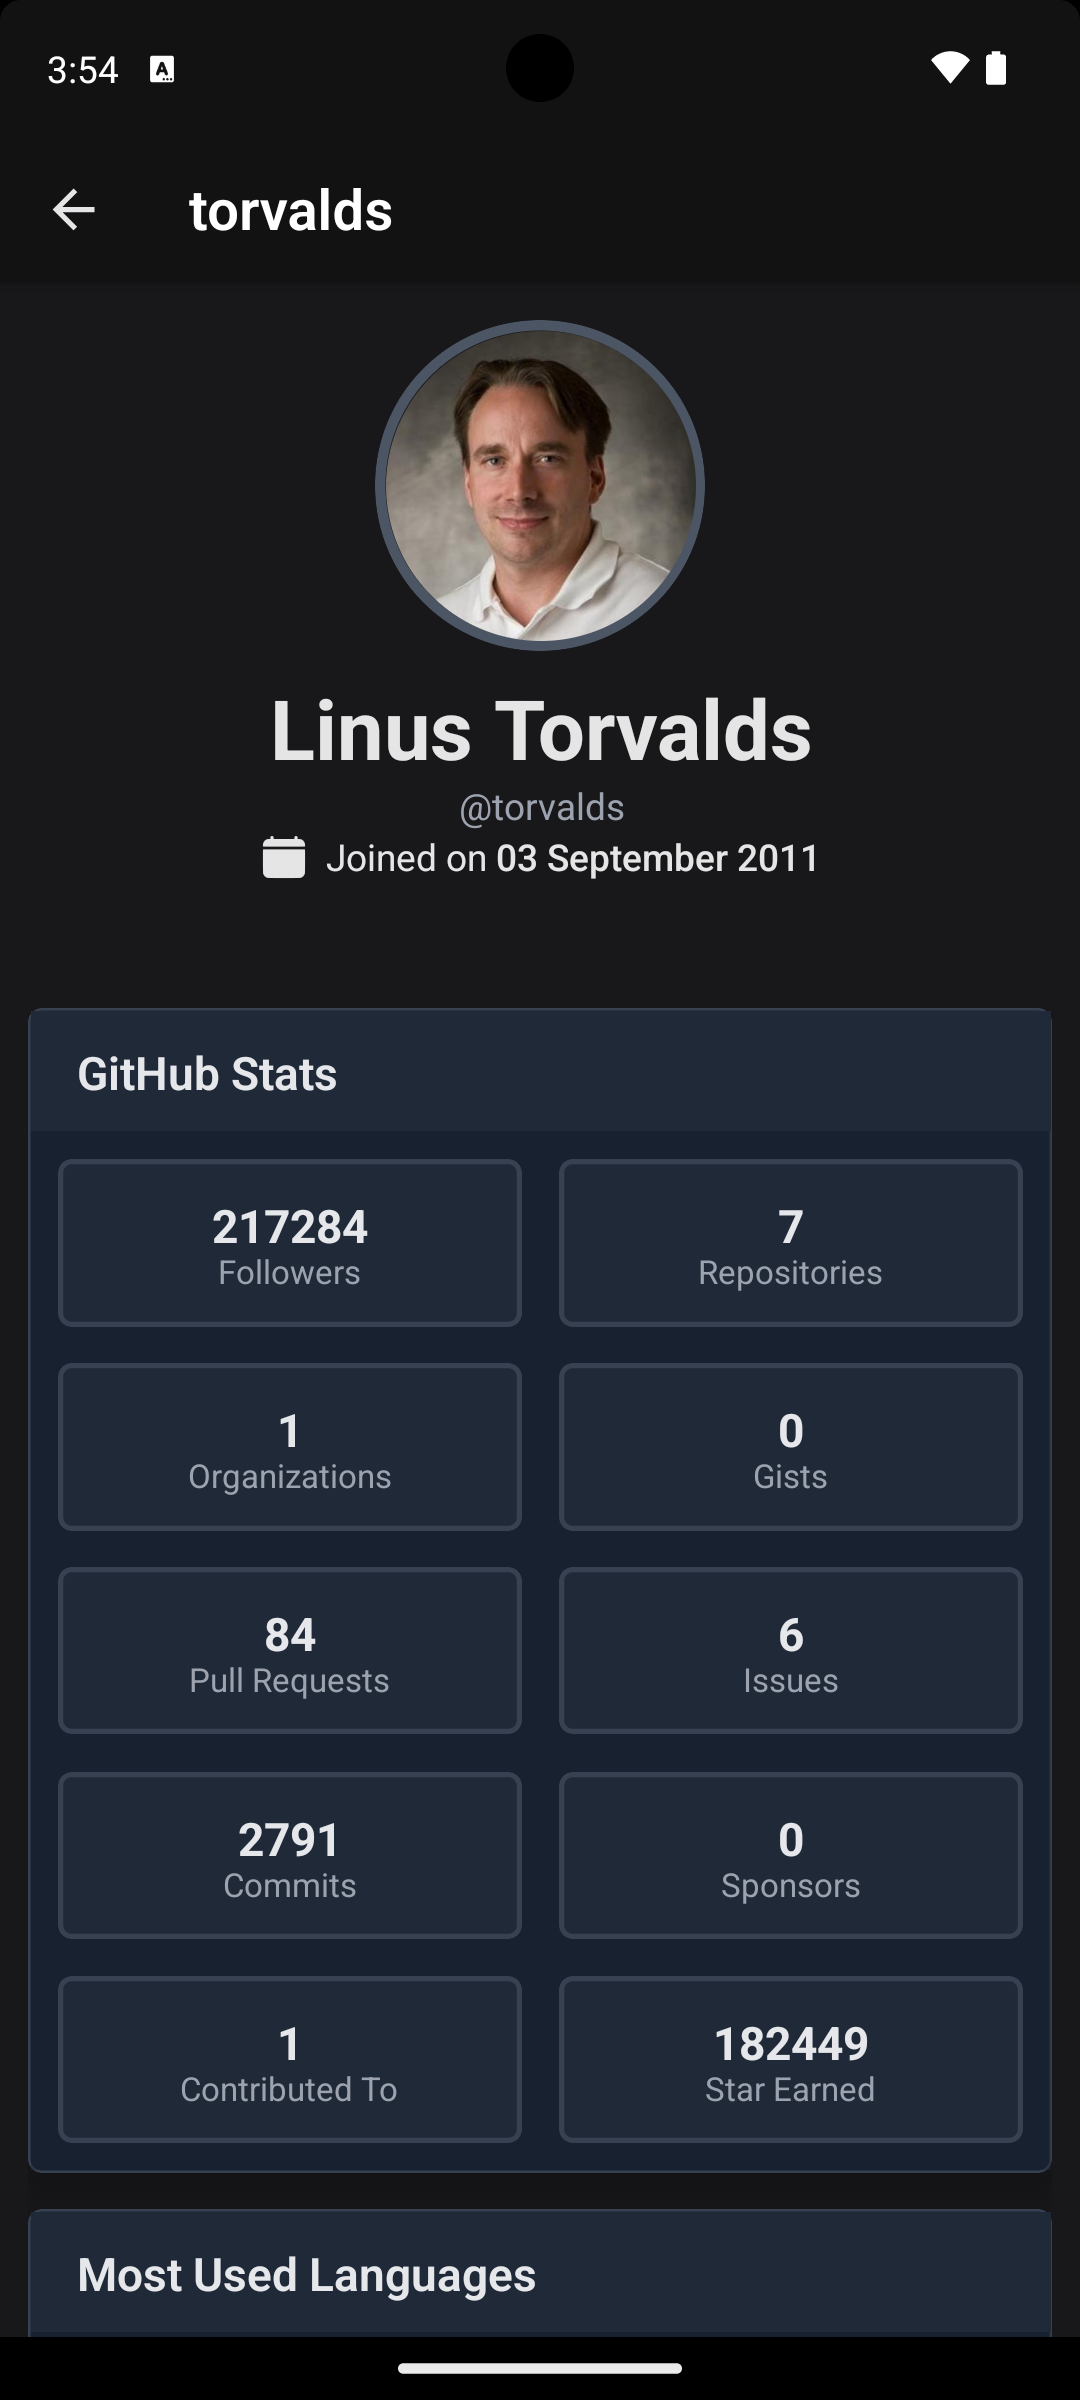 3:54
torvalds
Linus Torvalds
@torvalds
Joined on 03 September 2011
GitHub Stats
217284
Followers
7
Repositories
1
Organizations
0
Gists
84
Pull Requests
6
Issues
2791
Commits
0
Sponsors
1
Contributed To
182449
Star Earned
Most Used Languages